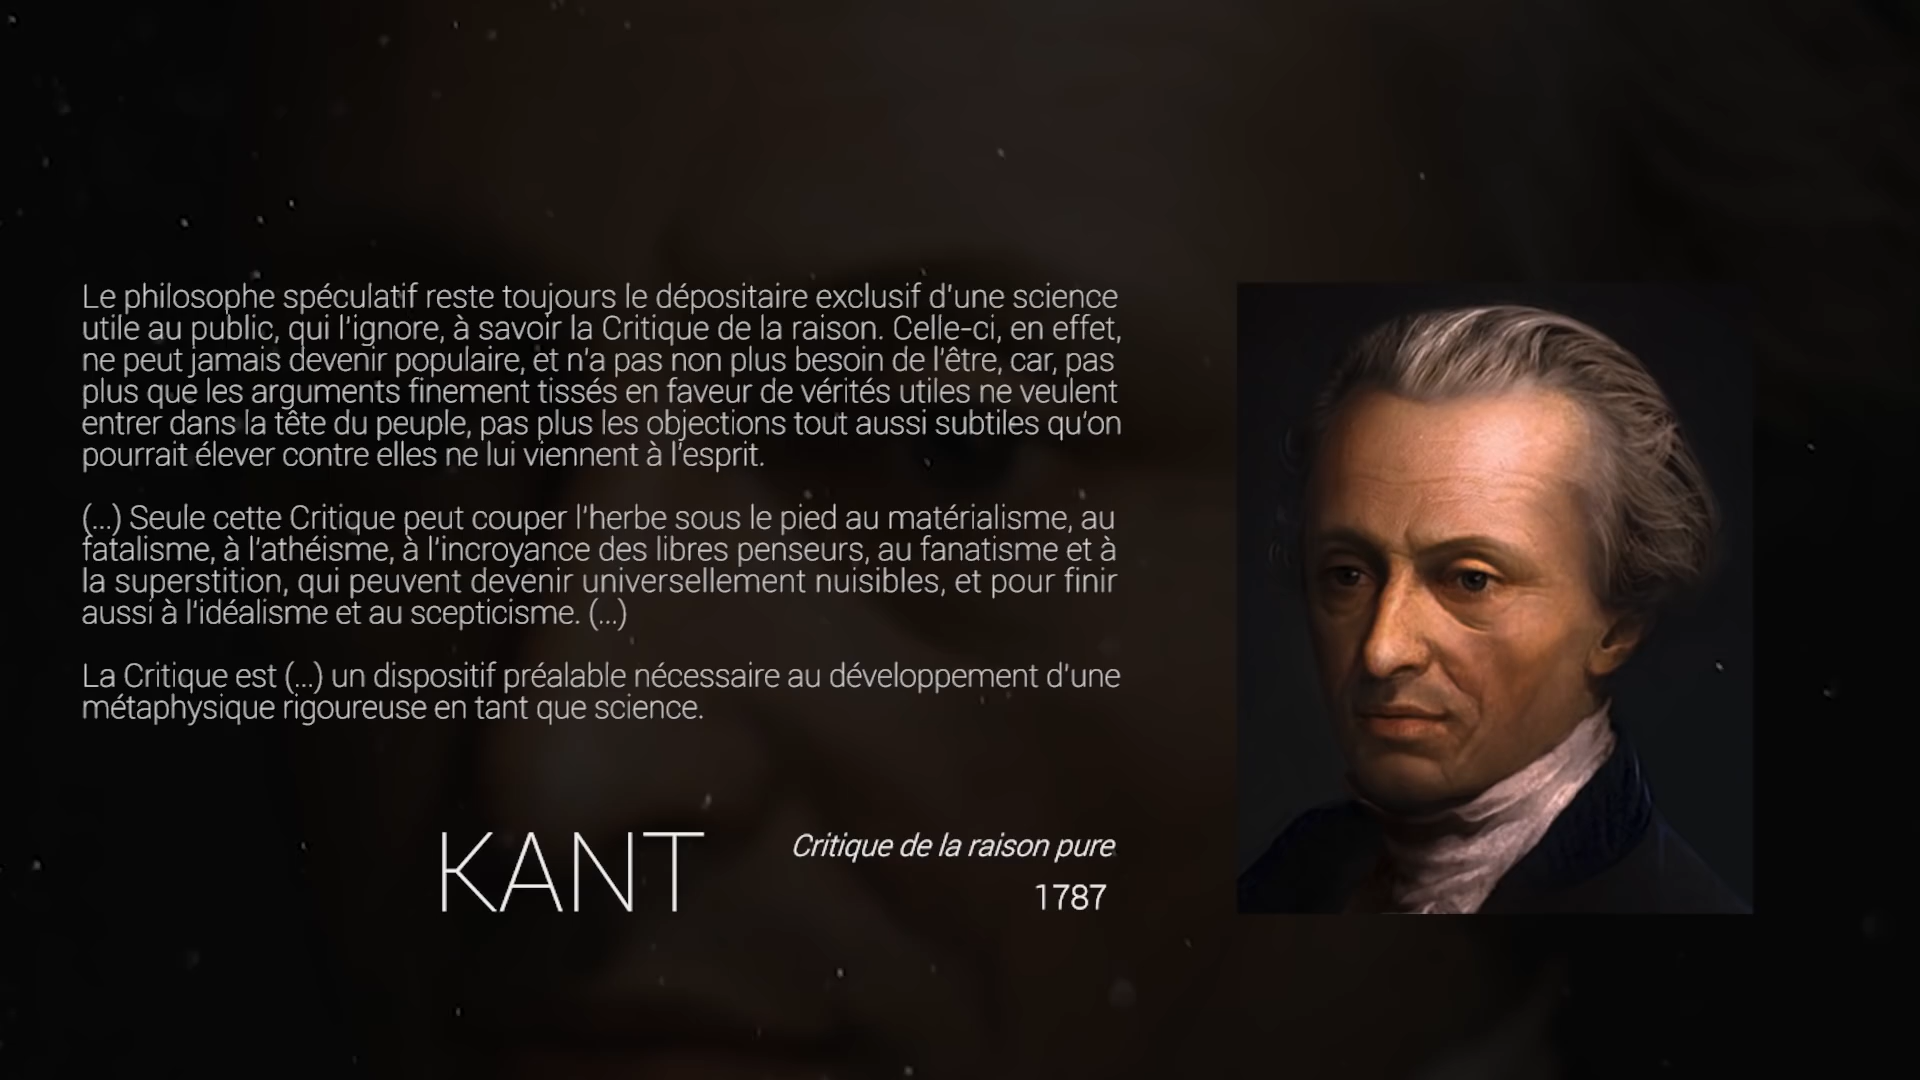 Le philosophe spéculatif reste toujours le dépositaire exclusif d'une science
utile au public, qui l'ignore, à savoir la Critique de la raison. Celle-ci, en effet,
ne peut jamais devenir populaire, et n'a pas non plus besoin de l'être, car, pas
plus que les arguments finement tissés en faveur de vérités utiles ne veulent
entrer dans la tête du peuple, pas plus les objections tout aussi subtiles qu'on
pourrait élever contre elles ne lui viennent à l'esprit.
(...) Seule cette Critique peut couper l'herbe sous le pied au matérialisme, au
fatalisme, à l'athéisme, à l'incroyance des libres penseurs, au fanatisme et à
la superstition, qui peuvent devenir universellement nuisibles, et pour finir
aussi à l'idéalisme et au scepticisme. (...)
La Critique est (...) un dispositif préalable nécessaire au développement d'une
métaphysique rigoureuse en tant que science.
KANT
Critique de la raison pure
1787